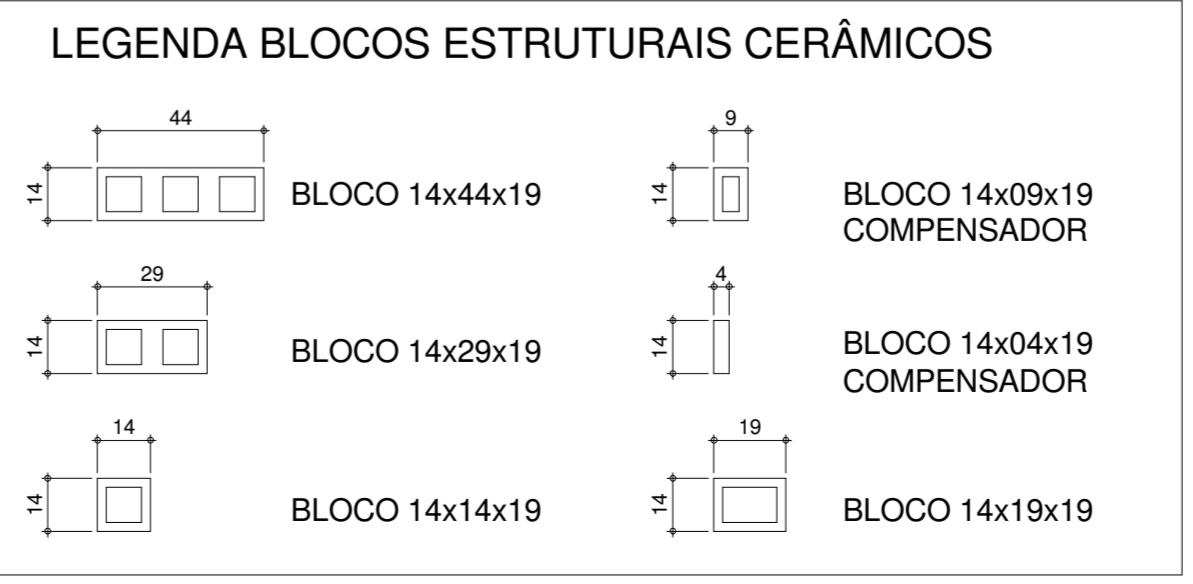 LEGENDA BLOCOS ESTRUTURAIS CERÂMICOS
44
14
BLOCO 14x44x19
9
14
BLOCO 14x09x19
COMPENSADOR
29
14
BLOCO 14x29x19
4
14
BLOCO 14x04x19
COMPENSADOR
14
14
BLOCO 14x14x19
19
14
BLOCO 14x19x19